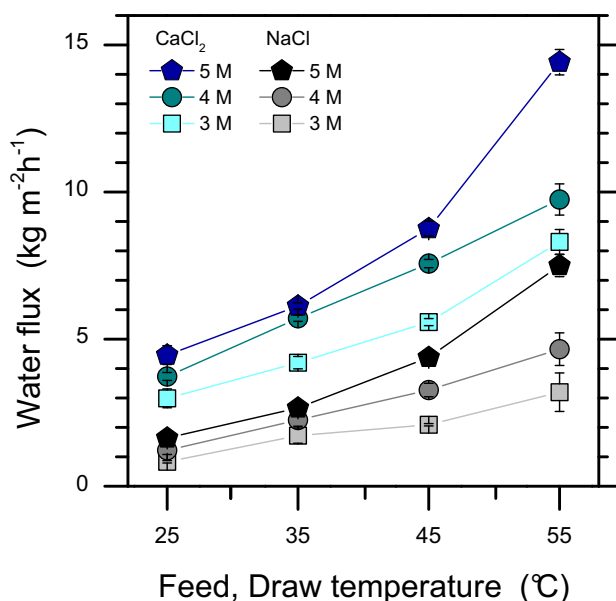 15
10
5
0
CaCl₂ NaCl
5 M 5 M
4 M 4 M
3 M 3 M
Water flux (kg m⁻²h⁻¹)
25 35 45 55
Feed, Draw temperature (℃)